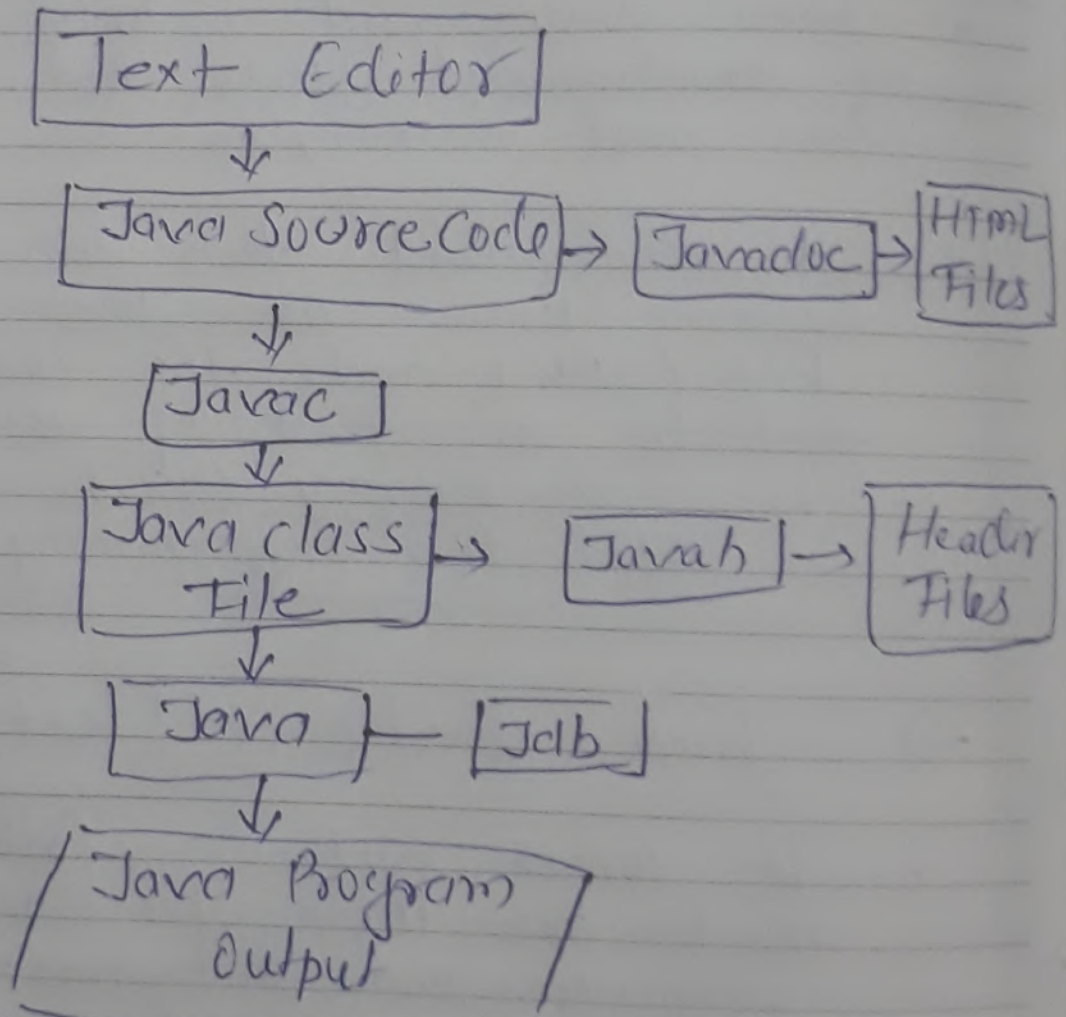 Text Editor
Java Source Code
Javadoc
HTML
Files
Javac
Java class
File
Javah
Header
Files
Java
Jdb
Java Program
Output